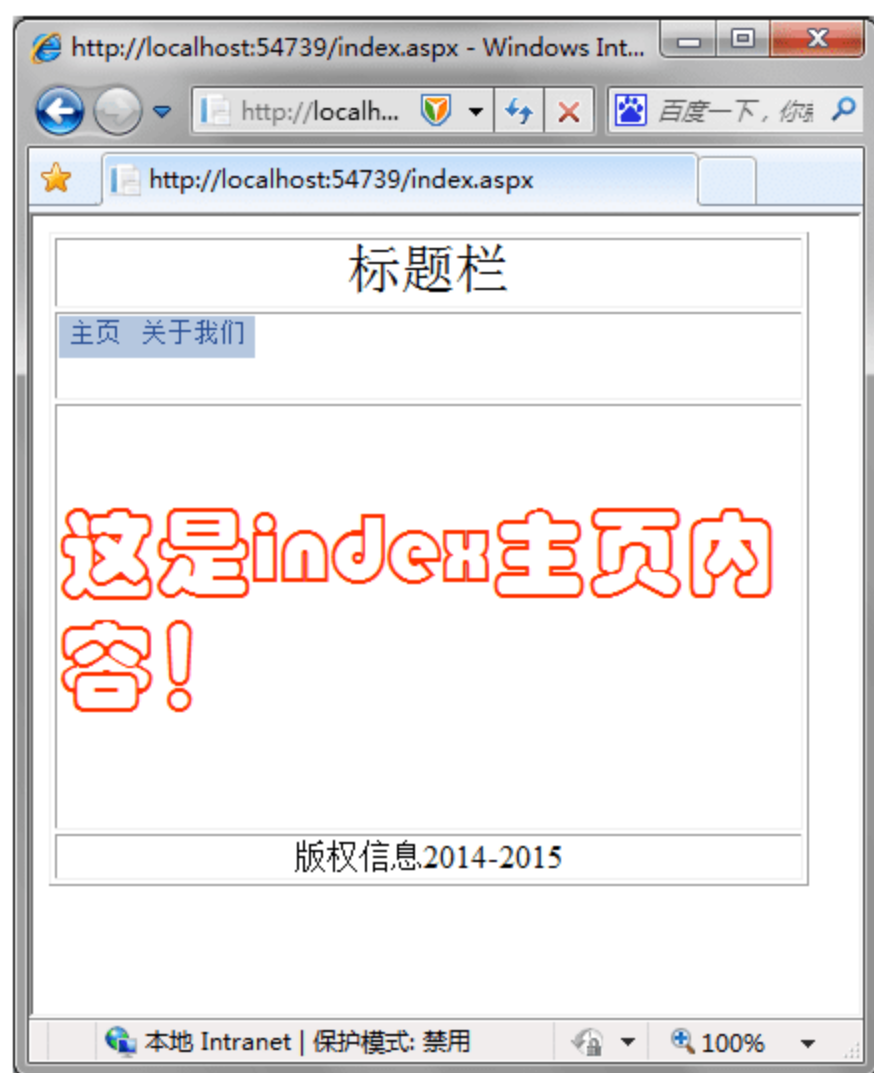 http://localhost:54739/index.aspx - Windows Int...
http://localh...
百度一下，你
http://localhost:54739/index.aspx
标题栏
主页 关于我们
这是index主页内
容!
版权信息2014-2015
本地 Intranet | 保护模式: 禁用
100%